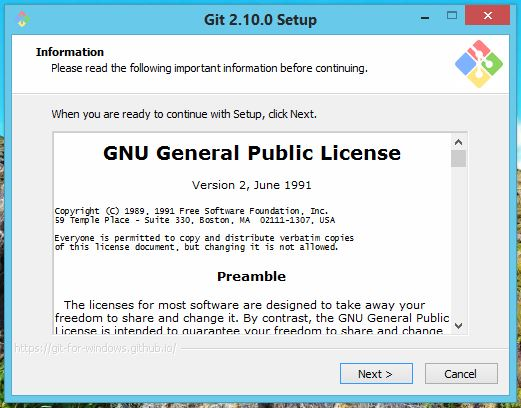 Git 2.10.0 Setup
Information
Please read the following important information before continuing.
When you are ready to continue with Setup, click Next.
GNU General Public License
Version 2, June 1991
Copyright (C) 1989, 1991 Free Software Foundation, Inc.
59 Temple Place - Suite 330, Boston, MA  02111-1307, USA
Everyone is permitted to copy and distribute verbatim copies
of this license document, but changing it is not allowed.
Preamble
The licenses for most software are designed to take away your
freedom to share and change it. By contrast, the GNU General Public
License is intended to guarantee your freedom to share and change
https://git-for-windows.github.io/
Next >
Cancel